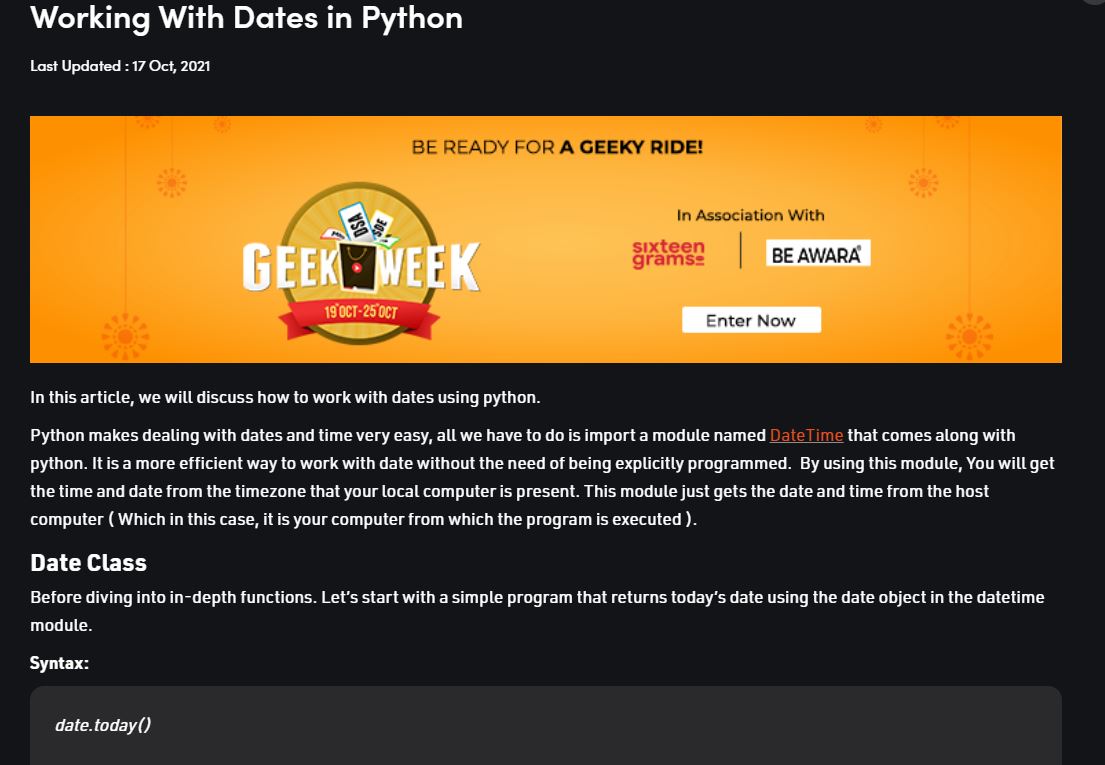 Working With Dates in Python
Last Updated : 17 Oct, 2021
BE READY FOR A GEEKY RIDE!
DSA
SDE
GEEK WEEK
19th OCT-25th OCT
In Association With
sixteen
grams
BE AWARA
Enter Now
In this article, we will discuss how to work with dates using python.
Python makes dealing with dates and time very easy, all we have to do is import a module named DateTime that comes along with
python. It is a more efficient way to work with date without the need of being explicitly programmed.  By using this module, You will get
the time and date from the timezone that your local computer is present. This module just gets the date and time from the host
computer ( Which in this case, it is your computer from which the program is executed ).
Date Class
Before diving into in-depth functions. Let’s start with a simple program that returns today’s date using the date object in the datetime
module.
Syntax:
date.today()